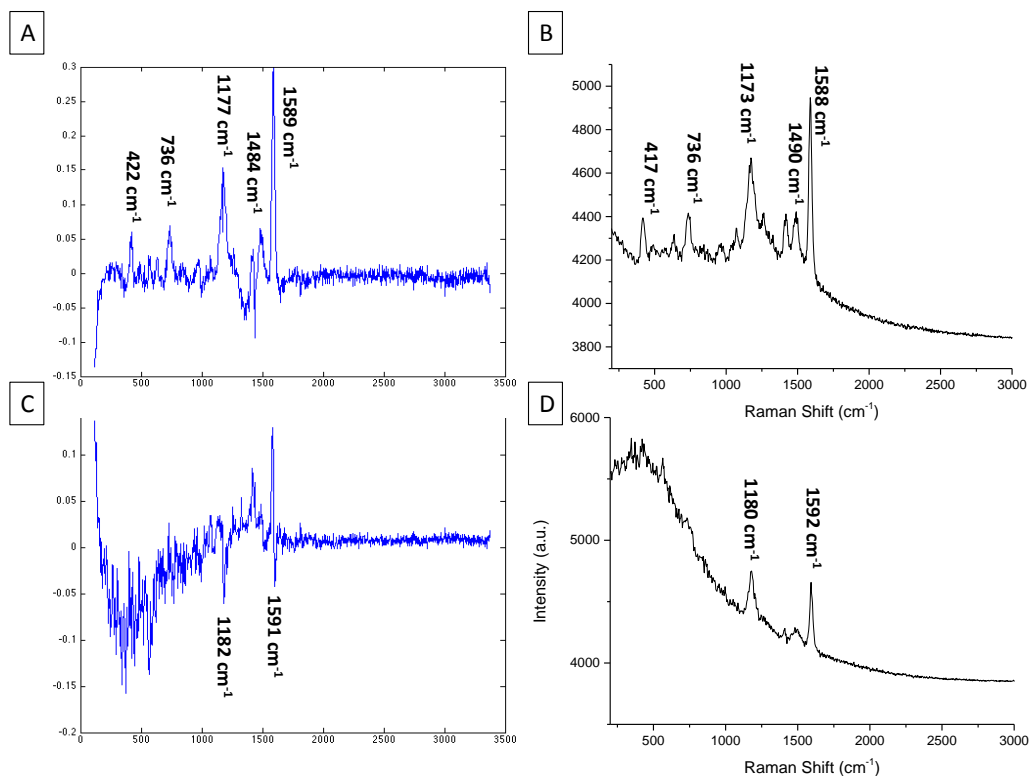 A
0.3
0.25
0.2
0.15
0.1
0.05
0
-0.05
-0.1
-0.15
0
500
1000
1500
2000
2500
3000
3500
422 cm-1
736 cm-1
1177 cm-1
1484 cm-1
1589 cm-1
B
5000
4800
4600
4400
4200
4000
3800
500
1000
1500
2000
2500
3000
Raman Shift (cm-1)
417 cm-1
736 cm-1
1173 cm-1
1490 cm-1
1588 cm-1
C
0.1
0.05
0
-0.05
-0.1
-0.15
-0.2
0
500
1000
1500
2000
2500
3000
3500
1182 cm-1
1591 cm-1
D
Intensity (a.u.)
6000
5000
4000
500
1000
1500
2000
2500
3000
Raman Shift (cm-1)
1180 cm-1
1592 cm-1